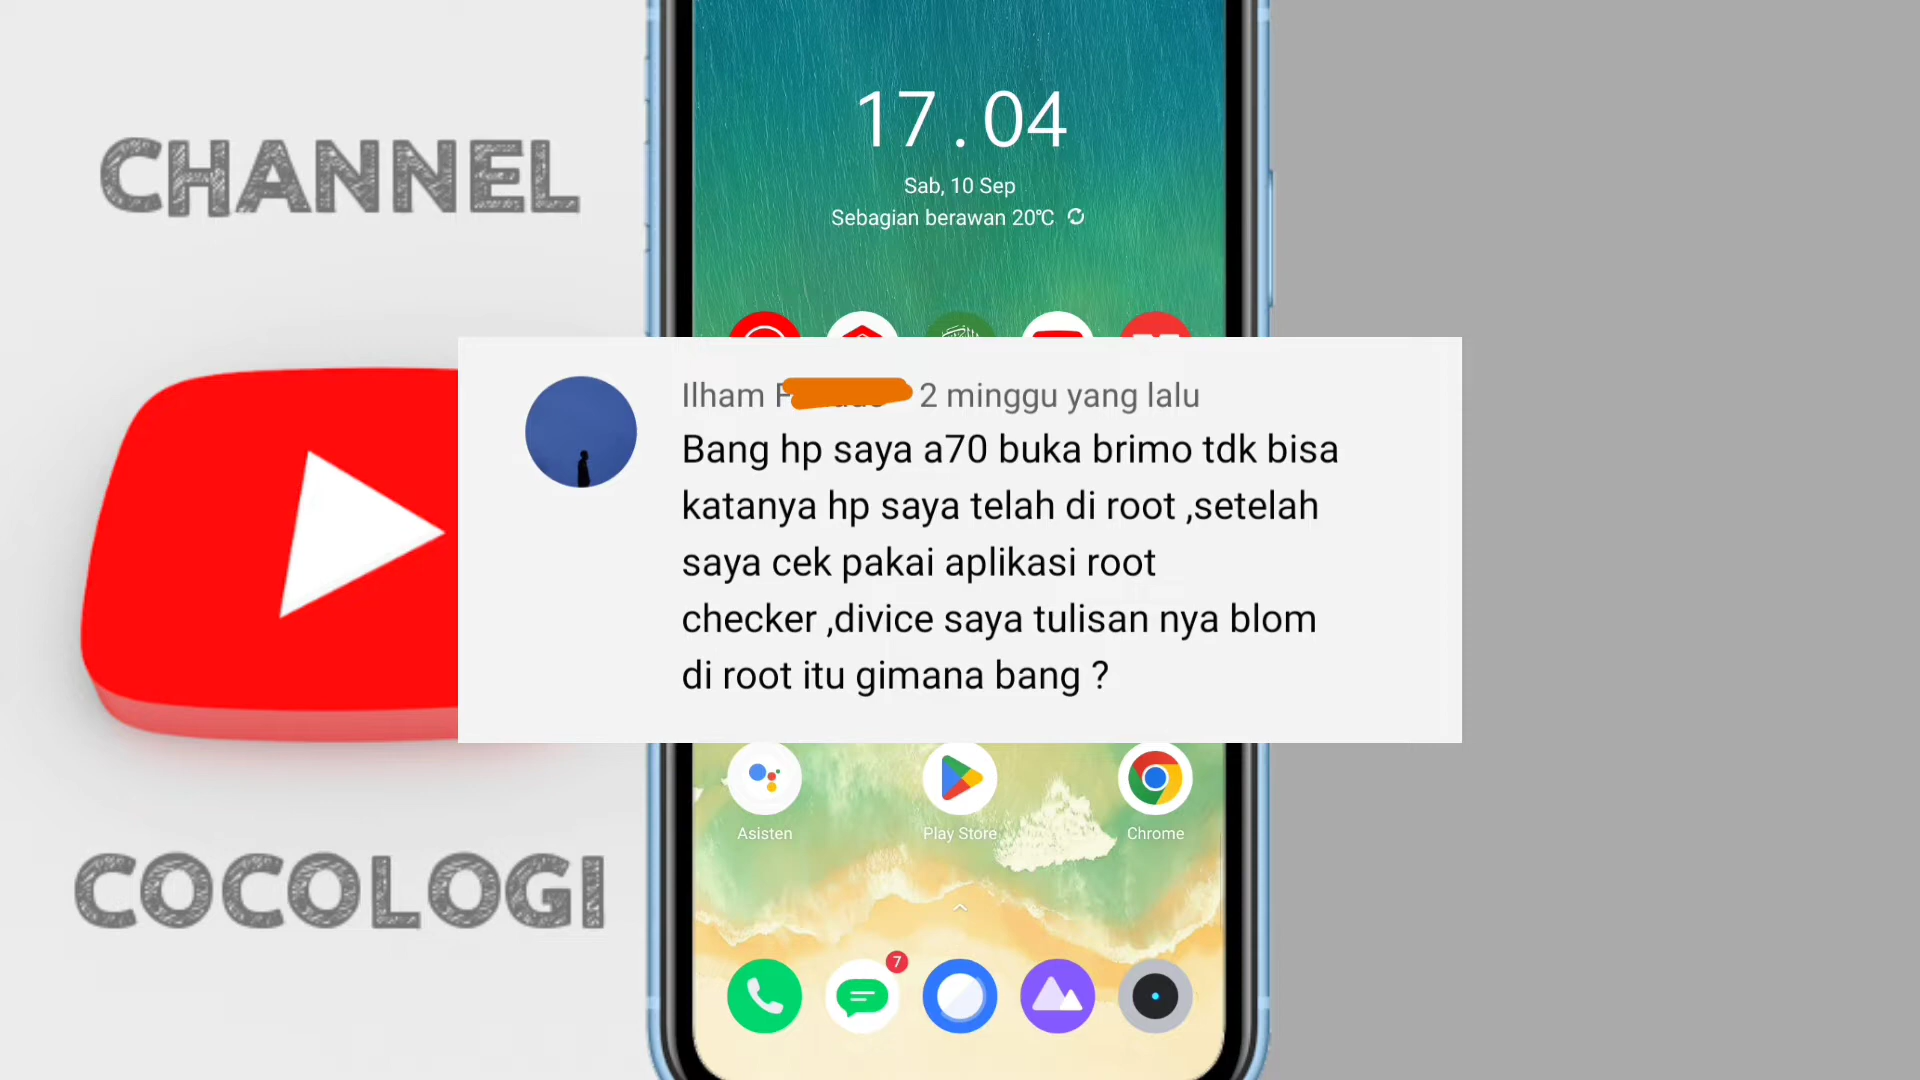 CHANNEL
COCOLOGI
17.04
Sab, 10 Sep
Sebagian berawan 20°C
Ilham 2 minggu yang lalu
Bang hp saya a70 buka brimo tdk bisa
katanya hp saya telah di root ,setelah
saya cek pakai aplikasi root
checker ,divice saya tulisan nya blom
di root itu gimana bang ?
Asisten
Play Store
Chrome
7